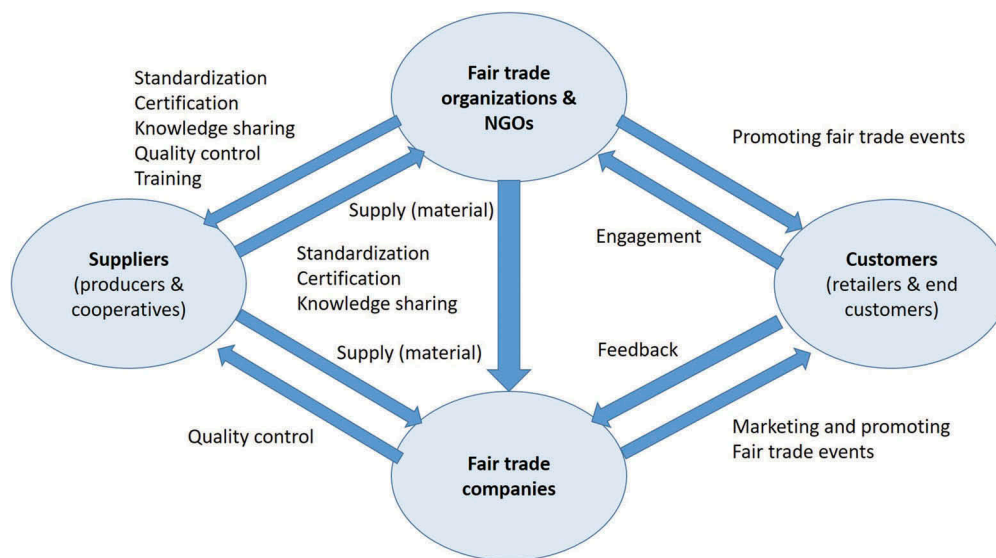 Fair trade
organizations &
NGOs
Standardization
Certification
Knowledge sharing
Quality control
Training
Promoting fair trade events
Supply (material)
Engagement
Suppliers
(producers &
cooperatives)
Standardization
Certification
Knowledge sharing
Customers
(retailers & end
customers)
Supply (material)
Feedback
Quality control
Marketing and promoting
Fair trade events
Fair trade
companies